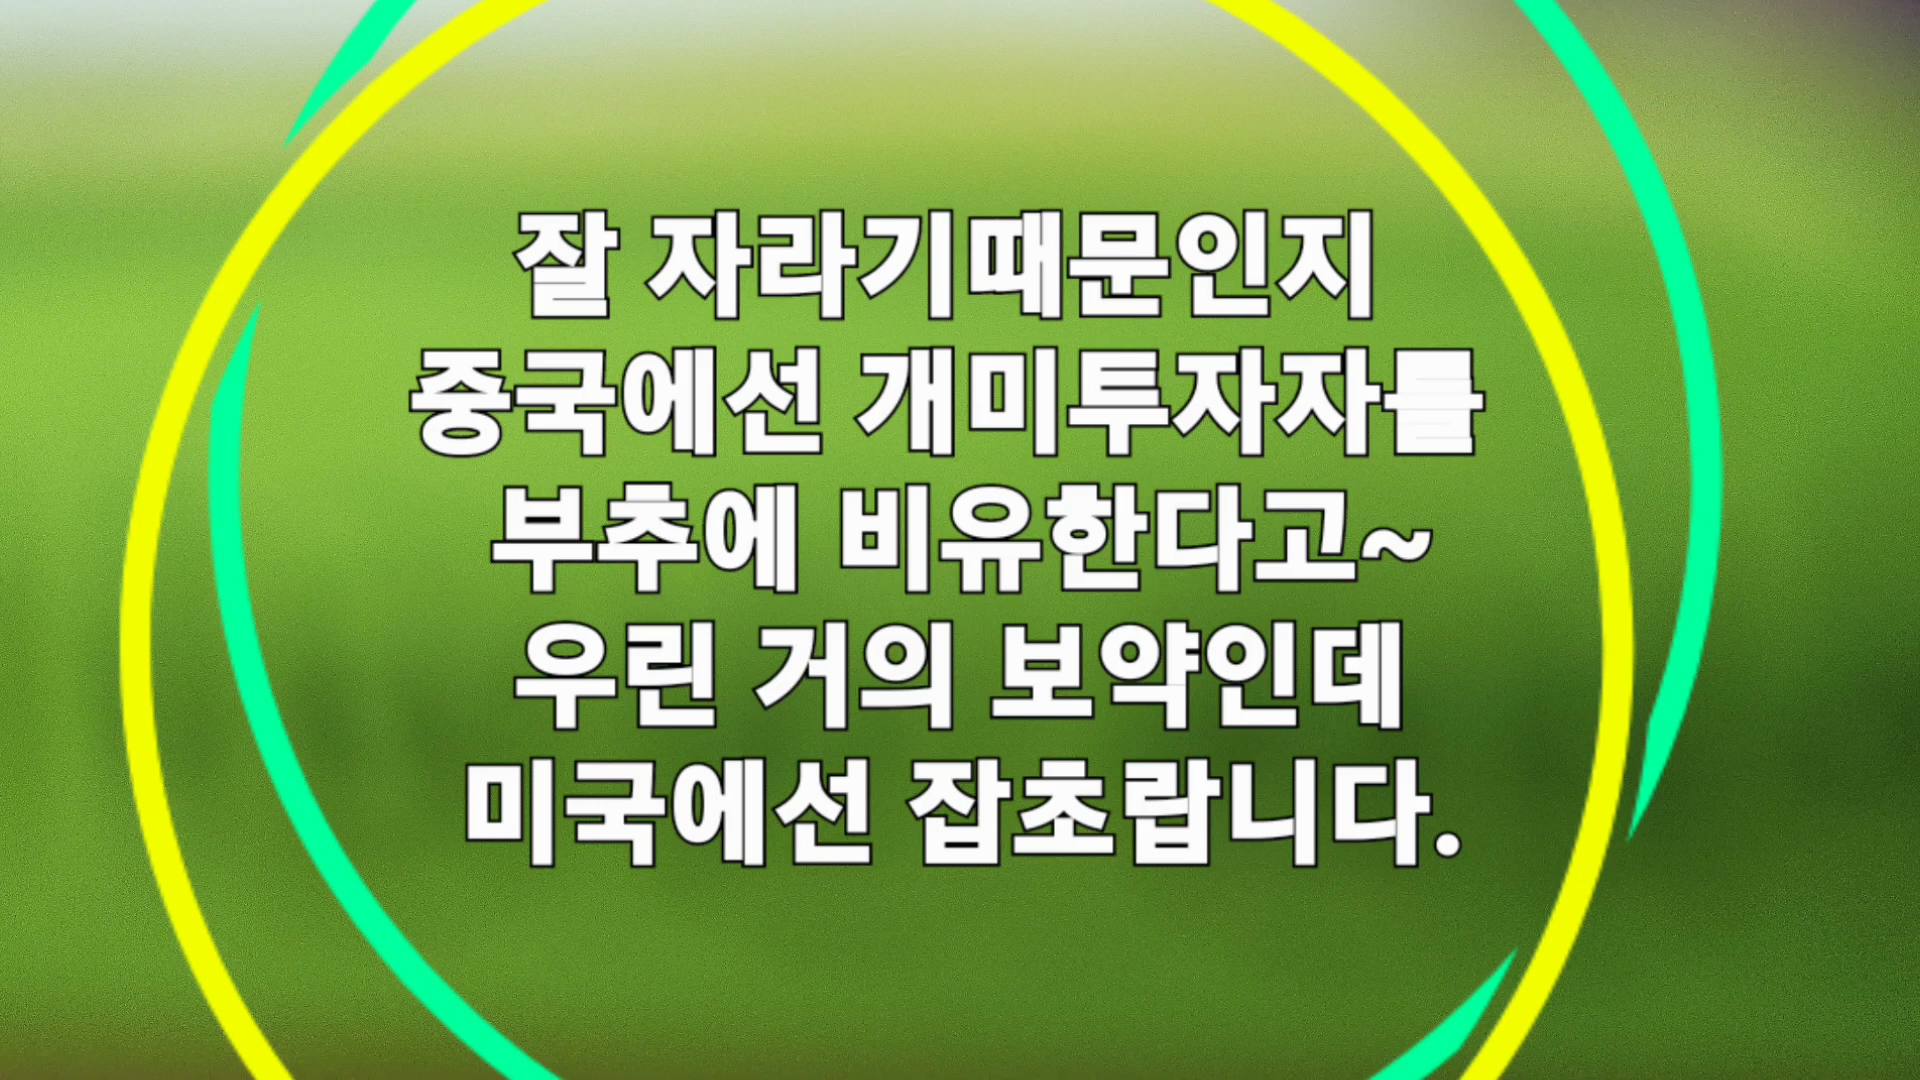 잘 자라기때문인지
중국에선 개미투자자를
부추에 비유한다고~
우린 거의 보약인데
미국에선 잡초랍니다.